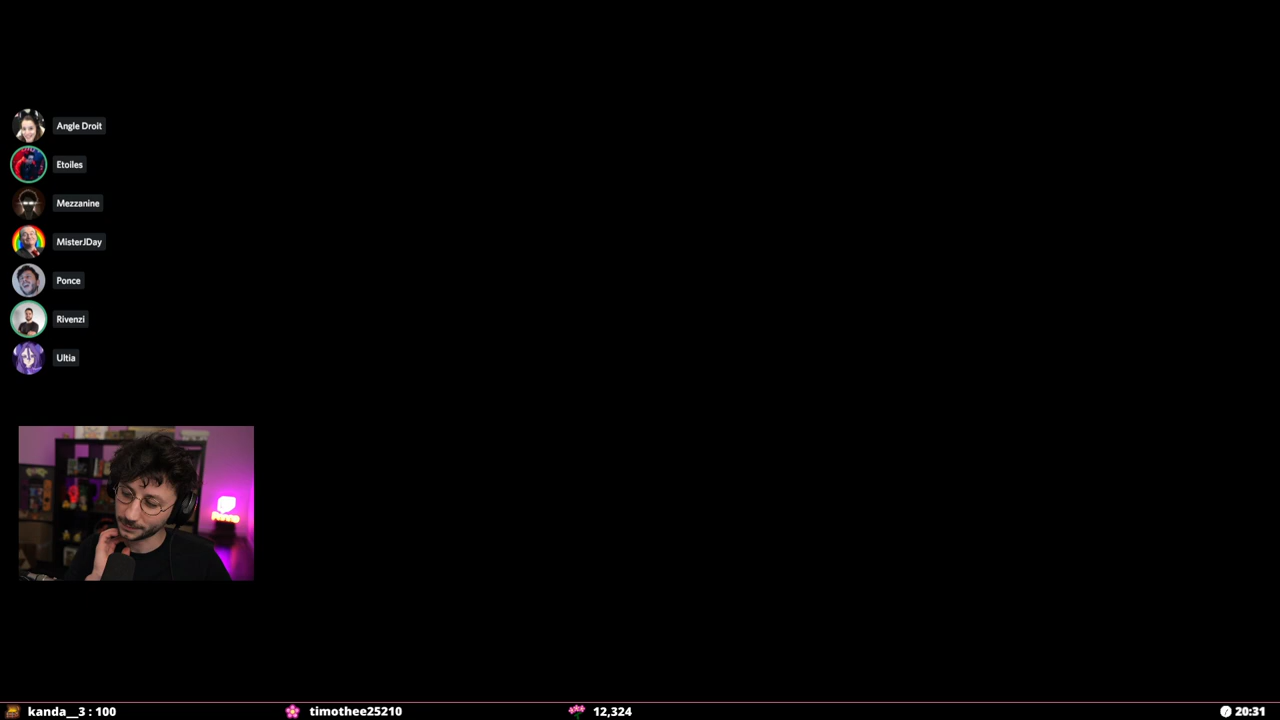 Angle Droit
Etoiles
Mezzanine
MisterJDay
Ponce
Rivenzi
Ultia
kanda__3 : 100
timothee25210
12,324
20:31